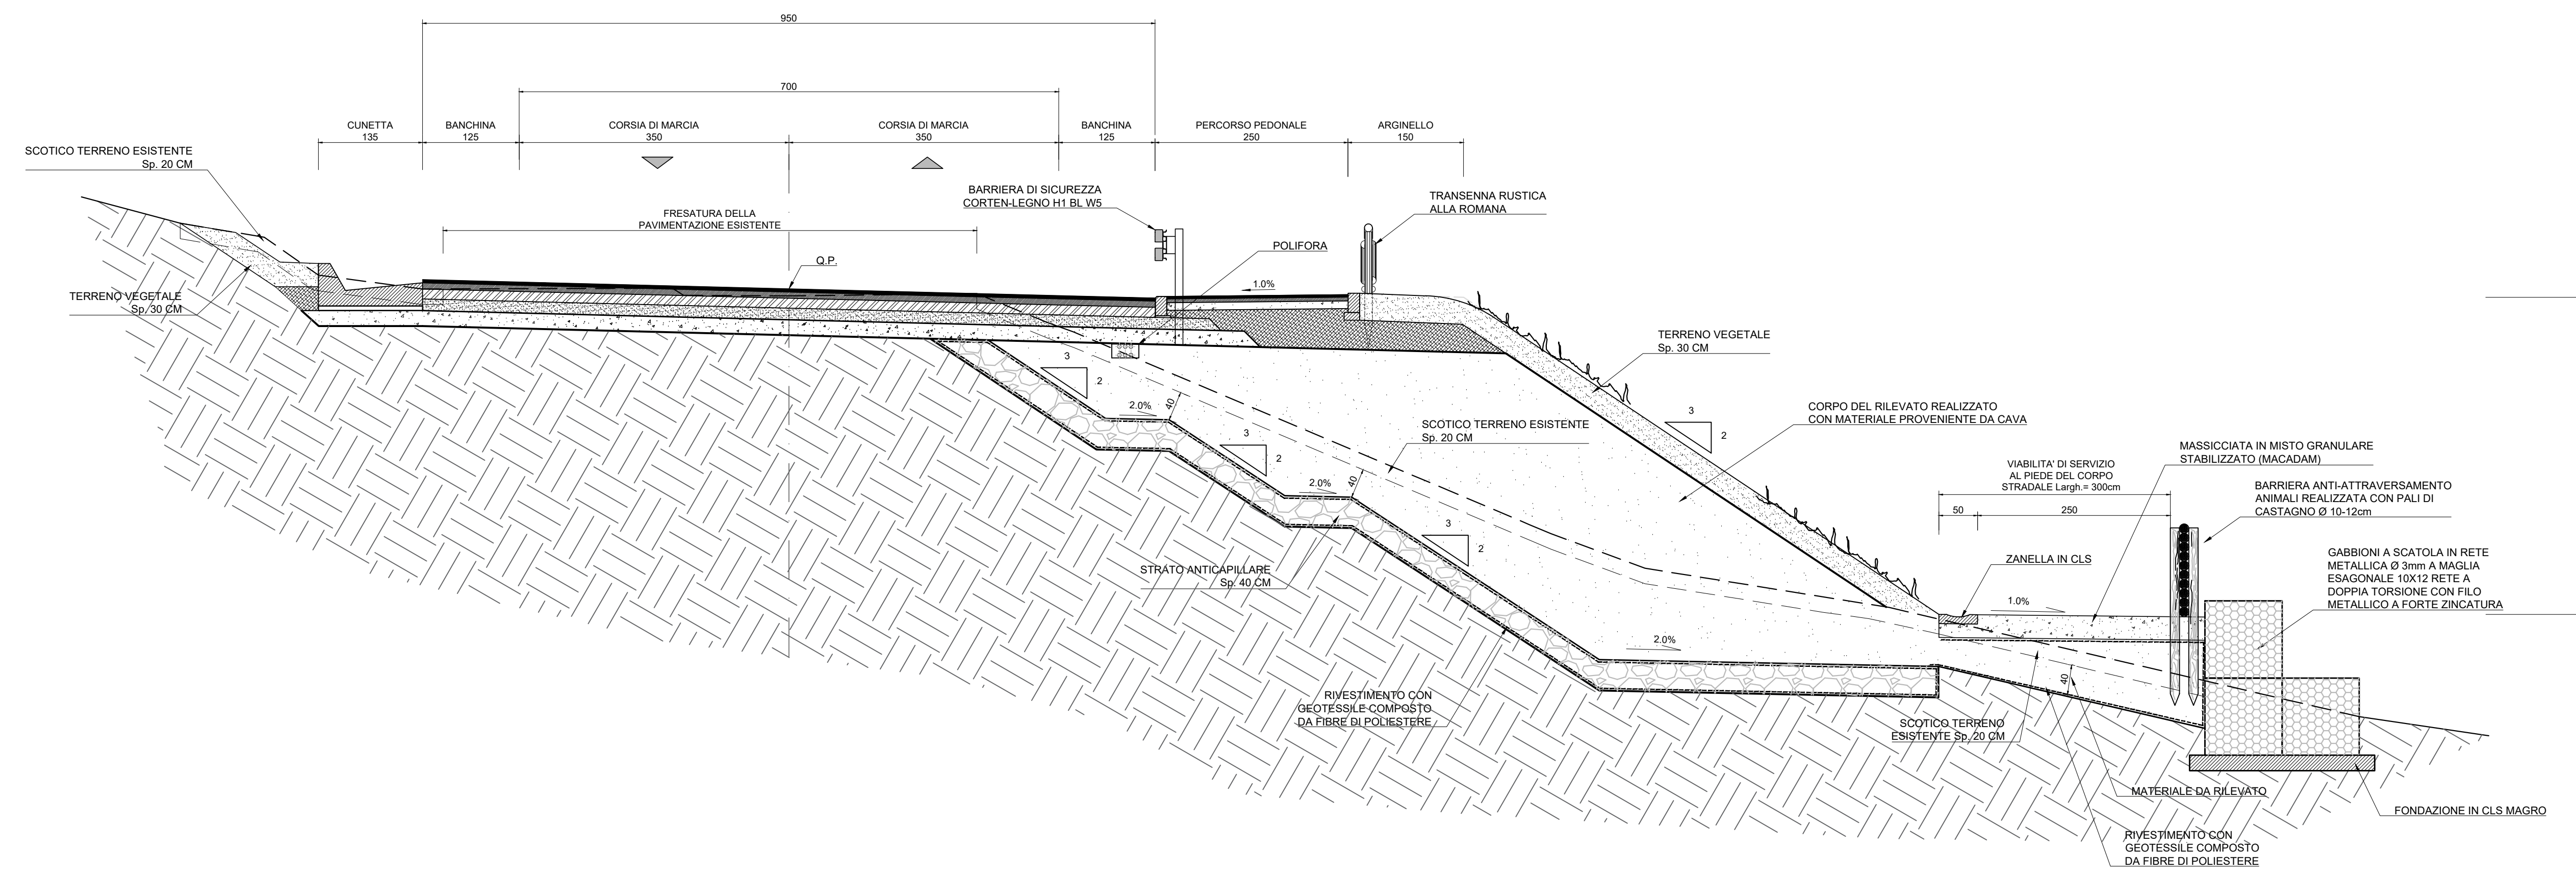 950
700
CUNETTA
135
BANCHINA
125
CORSIA DI MARCIA
350
CORSIA DI MARCIA
350
BANCHINA
125
PERCORSO PEDONALE
250
ARGINELLO
150
SCOTICO TERRENO ESISTENTE
Sp. 20 CM
BARRIERA DI SICUREZZA
CORTEN-LEGNO H1 BL W5
TRANSENNA RUSTICA
ALLA ROMANA
FRESATURA DELLA
PAVIMENTAZIONE ESISTENTE
POLIFORA
Q.P.
1.0%
TERRENO VEGETALE
Sp. 30 CM
TERRENO VEGETALE
Sp. 30 CM
3
2
2.0%
40
3
2
CORPO DEL RILEVATO REALIZZATO
CON MATERIALE PROVENIENTE DA CAVA
SCOTICO TERRENO ESISTENTE
Sp. 20 CM
3
2
2.0%
40
MASSICCIATA IN MISTO GRANULARE
STABILIZZATO (MACADAM)
VIABILITA' DI SERVIZIO
AL PIEDE DEL CORPO
STRADALE Largh.= 300cm
50
250
BARRIERA ANTI-ATTRAVERSAMENTO
ANIMALI REALIZZATA CON PALI DI
CASTAGNO Ø 10-12cm
3
2
STRATO ANTICAPILLARE
Sp. 40 CM
ZANELLA IN CLS
GABBIONI A SCATOLA IN RETE
METALLICA Ø 3mm A MAGLIA
ESAGONALE 10X12 RETE A
DOPPIA TORSIONE CON FILO
METALLICO A FORTE ZINCATURA
1.0%
2.0%
40
RIVESTIMENTO CON
GEOTESSILE COMPOSTO
DA FIBRE DI POLIESTERE
SCOTICO TERRENO
ESISTENTE Sp. 20 CM
MATERIALE DA RILEVATO
FONDAZIONE IN CLS MAGRO
RIVESTIMENTO CON
GEOTESSILE COMPOSTO
DA FIBRE DI POLIESTERE